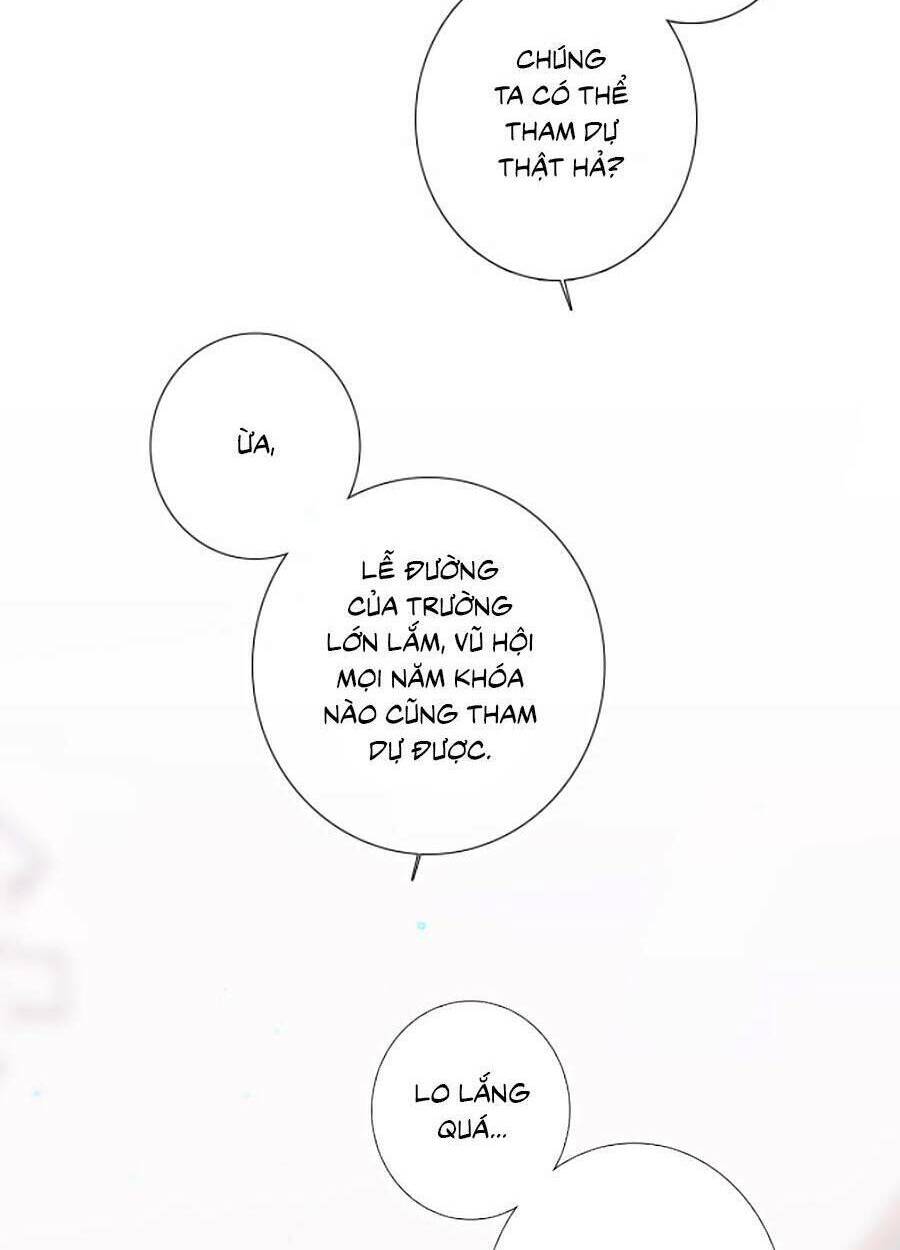 CHÚNG
TA CÓ THỂ
THAM DỰ
THẬT HẢ?
ỪA,
LỄ ĐƯỜNG
CỦA TRƯỜNG
LỚN LẮM, VŨ HỘI
MỌI NĂM KHÓA
NÀO CŨNG THAM
DỰ ĐƯỢC.
LO LẮNG
QUÁ...